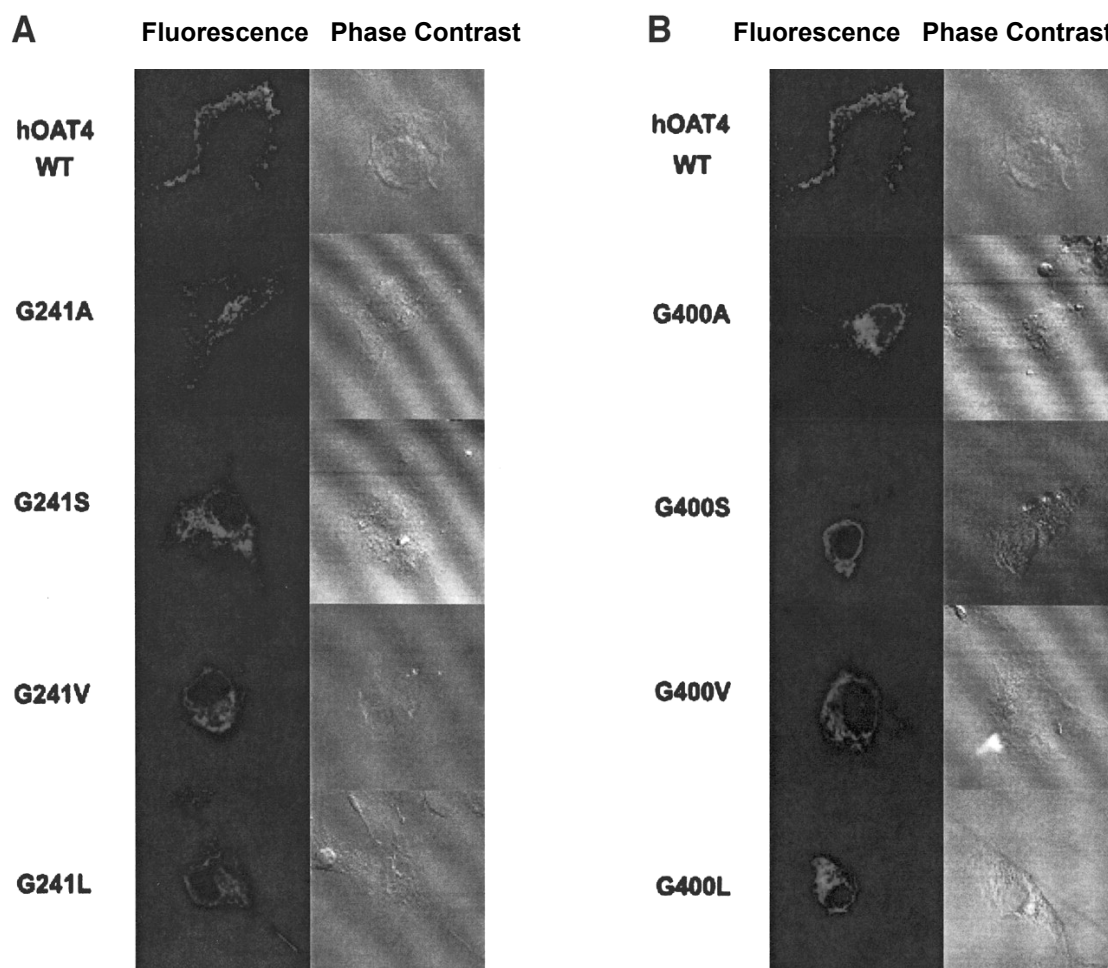 A
Fluorescence Phase Contrast
hOAT4
WT
G241A
G241S
G241V
G241L
B
Fluorescence Phase Contrast
hOAT4
WT
G400A
G400S
G400V
G400L